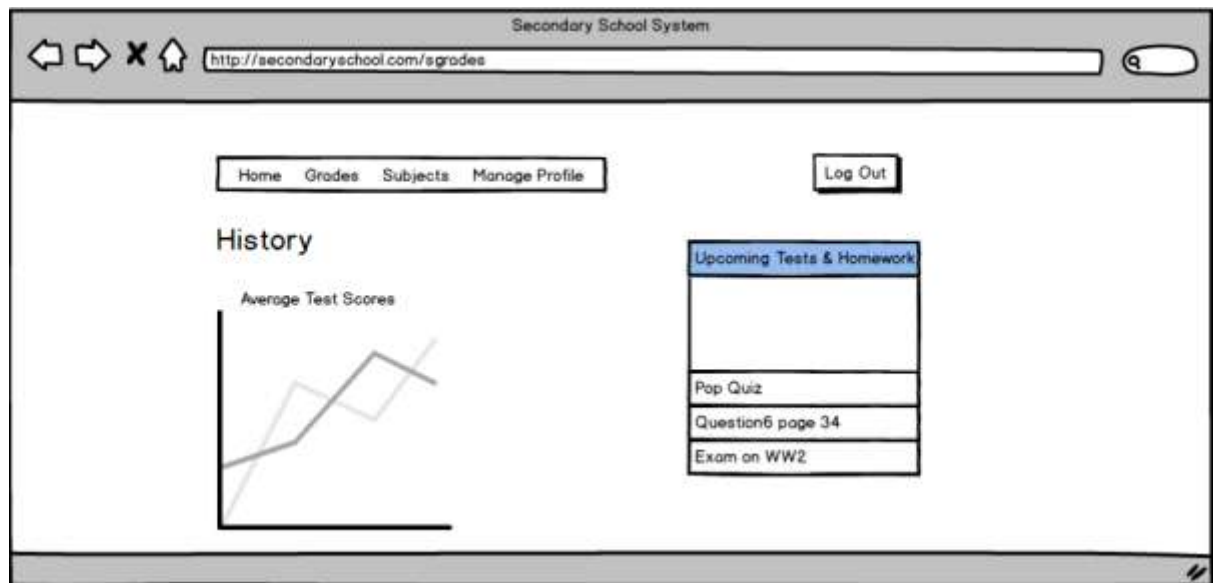 Secondary School System
http://secondaryschool.com/sgrades
Home Grades Subjects Manage Profile
Log Out
History
Average Test Scores
Upcoming Tests & Homework
Pop Quiz
Question6 page 34
Exam on WW2